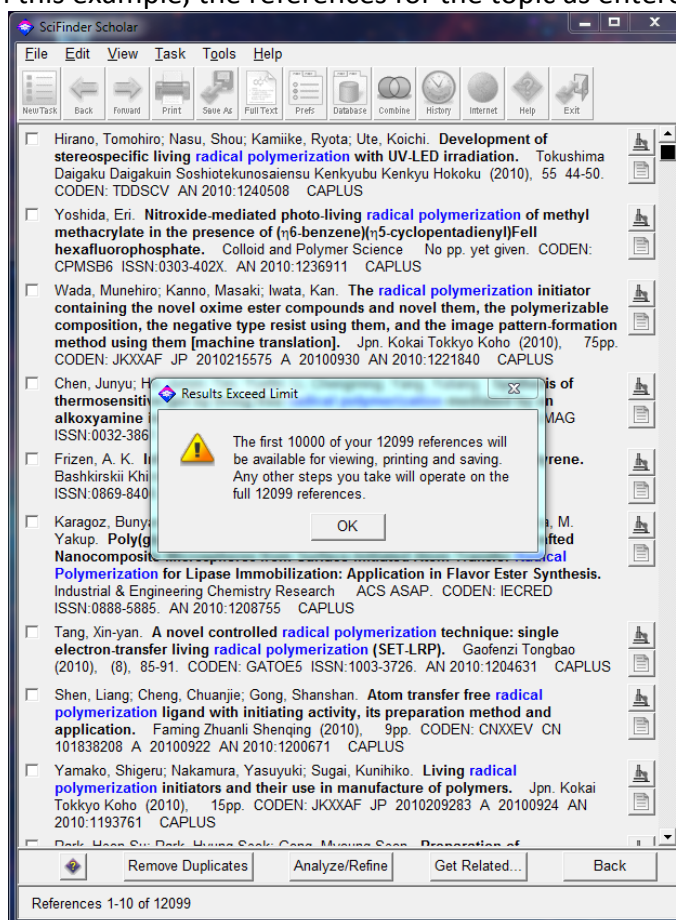 this example, the references for the topic as entere
SciFinder Scholar
File Edit View Task Tools Help
New Task Back Forward Print Save As Full Text Prefs Database Combine History Internet Help Exit
Hirano, Tomohiro; Nasu, Shou; Kamiike, Ryota; Ute, Koichi. Development of
stereospecific living radical polymerization with UV-LED irradiation. Tokushima
Daigaku Daigakuin Soshiotekunosaiensu Kenkyubu Kenkyu Hokoku (2010), 55 44-50.
CODEN: TDDSCV AN 2010:1240508 CAPLUS
Yoshida, Eri. Nitroxide-mediated photo-living radical polymerization of methyl
methacrylate in the presence of (η6-benzene)(η5-cyclopentadienyl)FeII
hexafluorophosphate. Colloid and Polymer Science No pp. yet given. CODEN:
CPMSB6 ISSN:0303-402X. AN 2010:1236911 CAPLUS
Wada, Munehiro; Kanno, Masaki; Iwata, Kan. The radical polymerization initiator
containing the novel oxime ester compounds and novel them, the polymerizable
composition, the negative type resist using them, and the image pattern-formation
method using them [machine translation]. Jpn. Kokai Tokkyo Koho (2010), 75pp.
CODEN: JKXXAF JP 2010215575 A 20100930 AN 2010:1221840 CAPLUS
Chen, Junyu; H is of
thermosensitiv n
alkoxyamine i MAG
ISSN:0032-386
Frizen, A. K. I yrene.
Bashkirskii Khi
ISSN:0869-840
Results Exceed Limit
The first 10000 of your 12099 references will
be available for viewing, printing and saving.
Any other steps you take will operate on the
full 12099 references.
OK
Karagoz, Buny , M.
Yakup. Poly(g fted
Nanocomposite Microspheres from Surface-Initiated Atom Transfer Radical
Polymerization for Lipase Immobilization: Application in Flavor Ester Synthesis.
Industrial & Engineering Chemistry Research ACS ASAP. CODEN: IECRED
ISSN:0888-5885. AN 2010:1208755 CAPLUS
Tang, Xin-yan. A novel controlled radical polymerization technique: single
electron-transfer living radical polymerization (SET-LRP). Gaofenzi Tongbao
(2010), (8), 85-91. CODEN: GATOE5 ISSN:1003-3726. AN 2010:1204631 CAPLUS
Shen, Liang; Cheng, Chuanjie; Gong, Shanshan. Atom transfer free radical
polymerization ligand with initiating activity, its preparation method and
application. Faming Zhuanli Shenqing (2010), 9pp. CODEN: CNXXEV CN
101838208 A 20100922 AN 2010:1200671 CAPLUS
Yamako, Shigeru; Nakamura, Yasuyuki; Sugai, Kunihiko. Living radical
polymerization initiators and their use in manufacture of polymers. Jpn. Kokai
Tokkyo Koho (2010), 15pp. CODEN: JKXXAF JP 2010209283 A 20100924 AN
2010:1193761 CAPLUS
Remove Duplicates Analyze/Refine Get Related... Back
References 1-10 of 12099